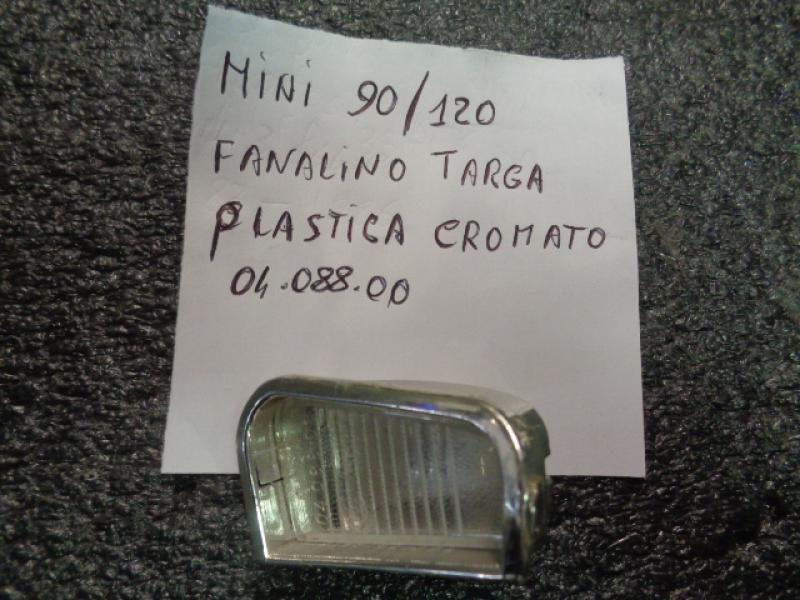 MINI 90/120
FANALINO TARGA
PLASTICA CROMATO
04.088.00